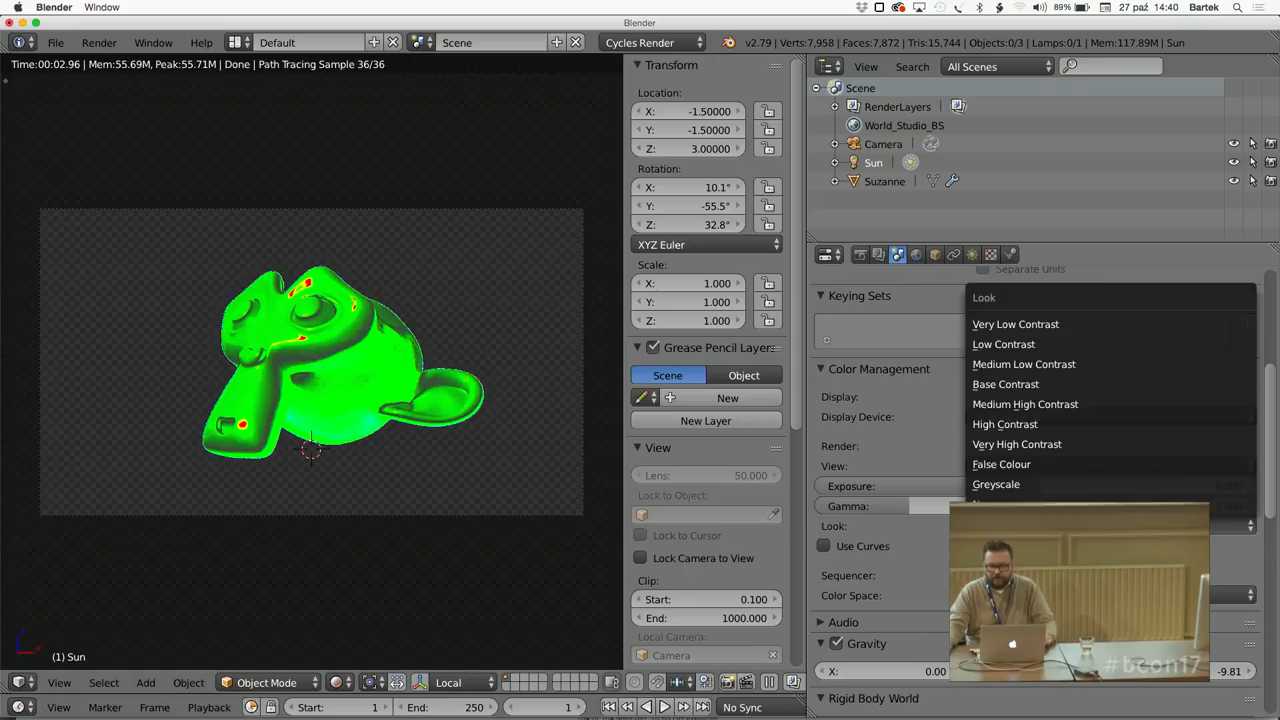 Blender Window 89% 27 paź 14:40 Bartek
Blender
File Render Window Help Default Scene Cycles Render v2.79 | Verts:7,958 | Faces:7,872 | Tris:15,744 | Objects:0/3 | Lamps:0/1 | Mem:117.89M | Sun
Time:00:02.96 | Mem:55.69M, Peak:55.71M | Done | Path Tracing Sample 36/36
Transform
Location:
X: -1.50000
Y: -1.50000
Z: 3.00000
Rotation:
X: 10.1°
Y: -55.5°
Z: 32.8°
XYZ Euler
Scale:
X: 1.000
Y: 1.000
Z: 1.000
Grease Pencil Layer
Scene Object
New
New Layer
View
Lens: 50.000
Lock to Object:
Lock to Cursor
Lock Camera to View
Clip:
Start: 0.100
End: 1000.000
Local Camera:
Camera
View Search All Scenes
Scene
RenderLayers
World_Studio_BS
Camera
Sun
Suzanne
Separate Units
Keying Sets
Color Management
Display:
Display Device:
Render:
View:
Exposure:
Gamma:
Look:
Use Curves
Sequencer:
Color Space:
Audio
Gravity
X: 0.00 -9.81
Rigid Body World
Look
Very Low Contrast
Low Contrast
Medium Low Contrast
Base Contrast
Medium High Contrast
High Contrast
Very High Contrast
False Colour
Greyscale
#bcon17
(1) Sun
View Select Add Object Object Mode Local
View Marker Frame Playback Start: 1 End: 250 1 No Sync